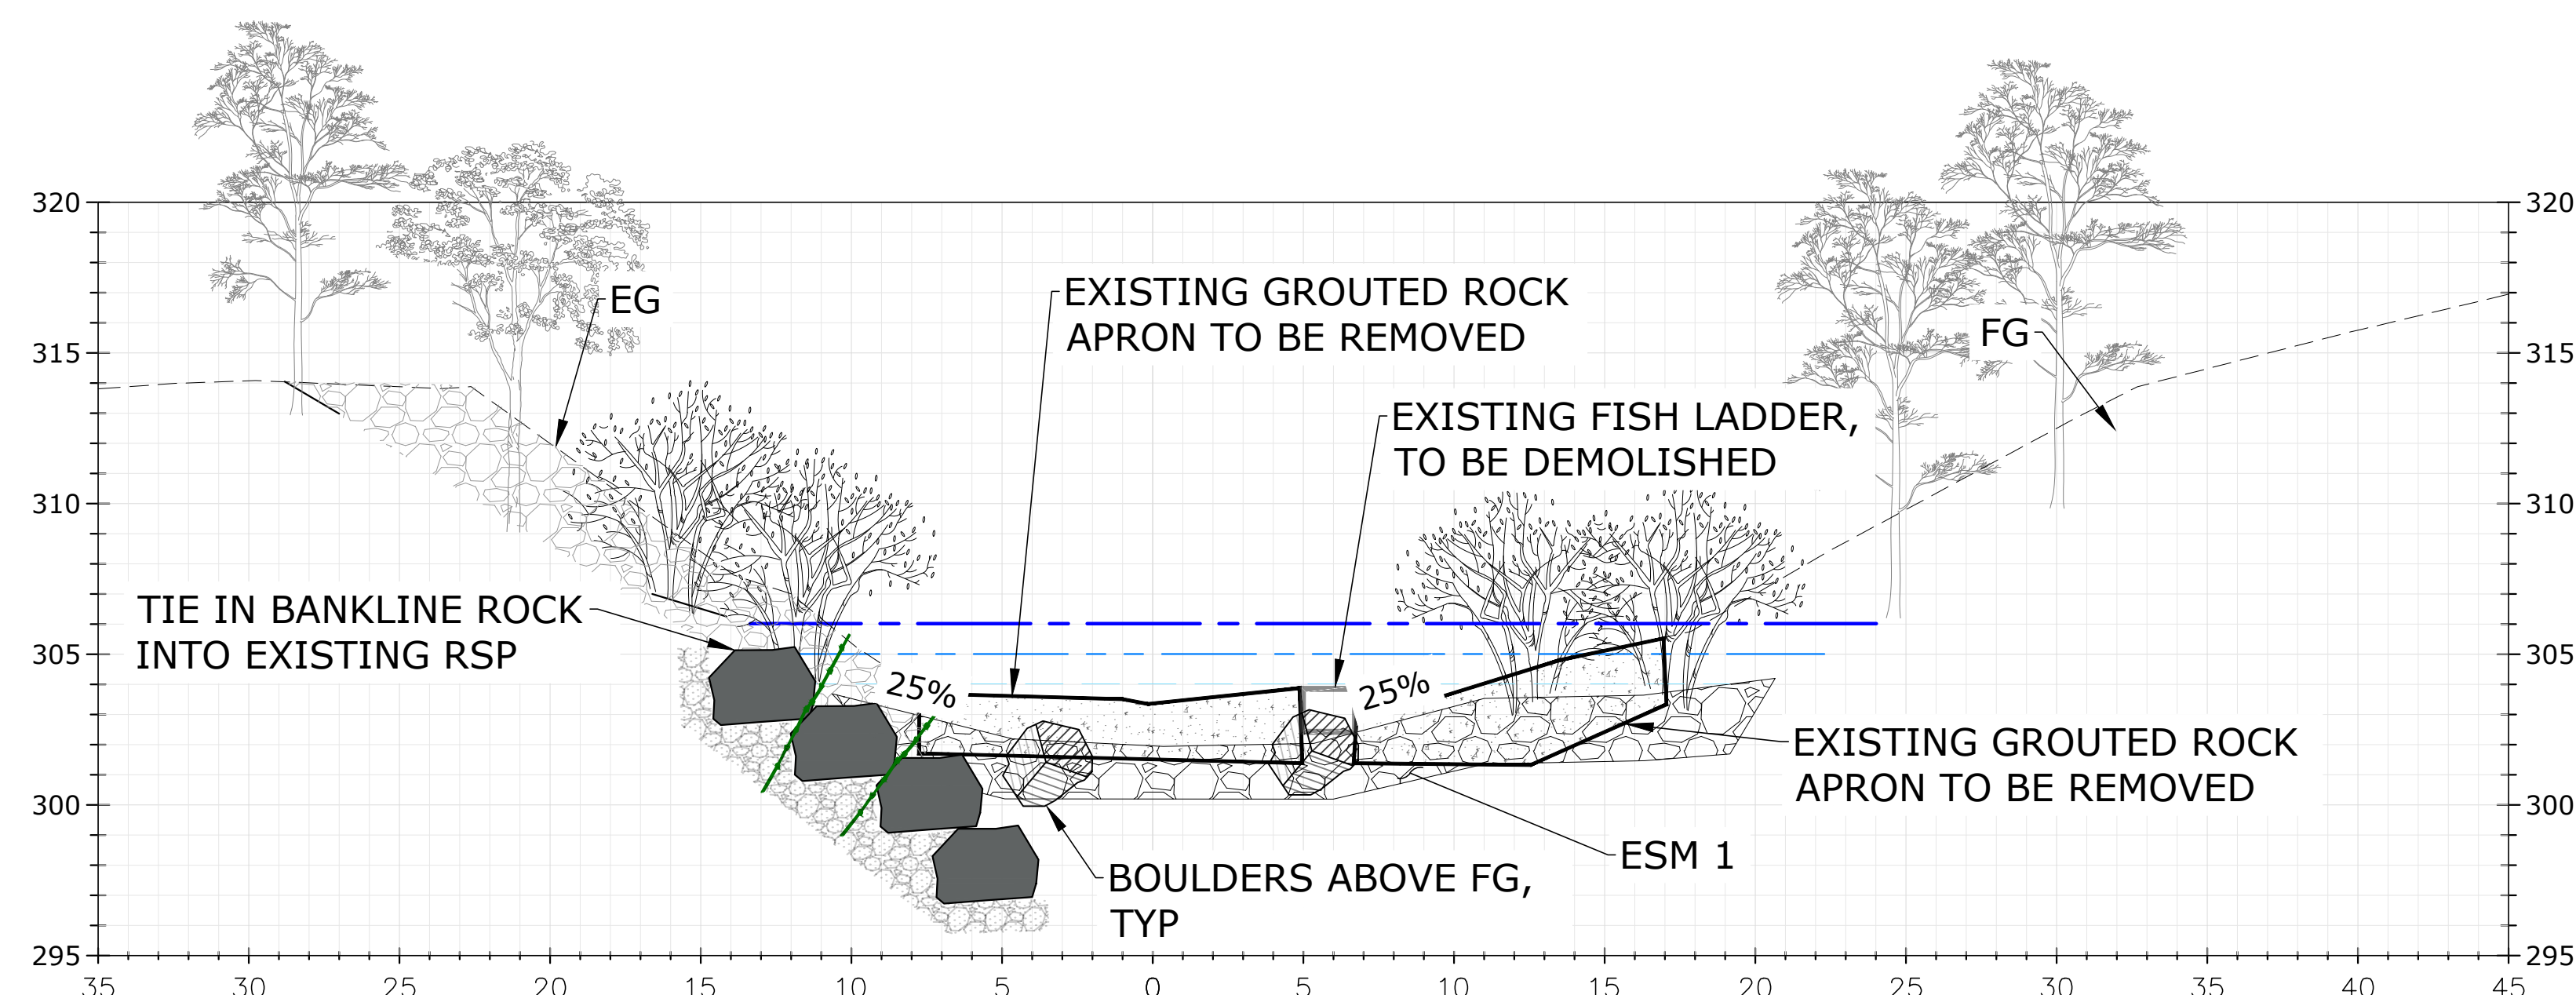 320
315
310
305
300
295
320
315
310
305
300
295
EG
EXISTING GROUTED ROCK
APRON TO BE REMOVED
FG
EXISTING FISH LADDER,
TO BE DEMOLISHED
TIE IN BANKLINE ROCK
INTO EXISTING RSP
25%
25%
EXISTING GROUTED ROCK
APRON TO BE REMOVED
ESM 1
BOULDERS ABOVE FG,
TYP
35 30 25 20 15 10 5 0 5 10 15 20 25 30 35 40 45